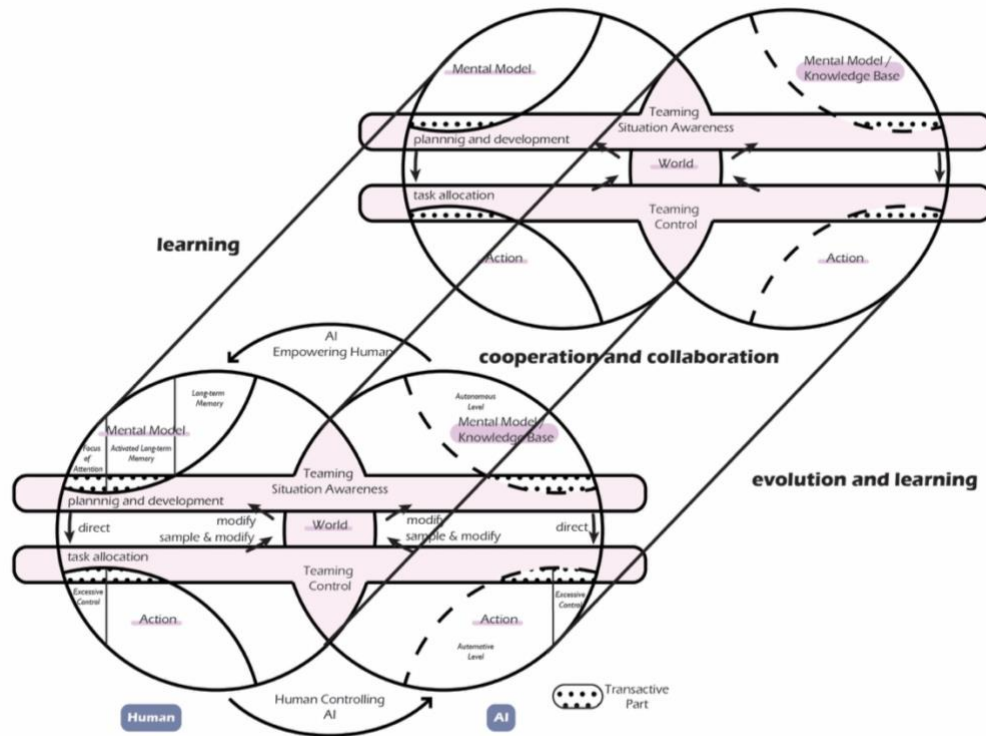 Mental Model
Mental Model /
Knowledge Base
Teaming
Situation Awareness
plannnig and development
World
task allocation
Teaming
Control
Action
Action
learning
AI
Empowering Human
cooperation and collaboration
Long-term
Memory
Autonomous
Level
Mental Model
Mental Model/
Knowledge Base
Focus
of
Attention
Activated Long-term
Memory
evolution and learning
Teaming
Situation Awareness
plannnig and development
direct
modify
World
modify
direct
sample & modify
sample & modify
task allocation
Teaming
Control
Excessive
Control
Action
Action
Excessive
Control
Automative
Level
Human Controlling
AI
Transactive
Part
Human
AI